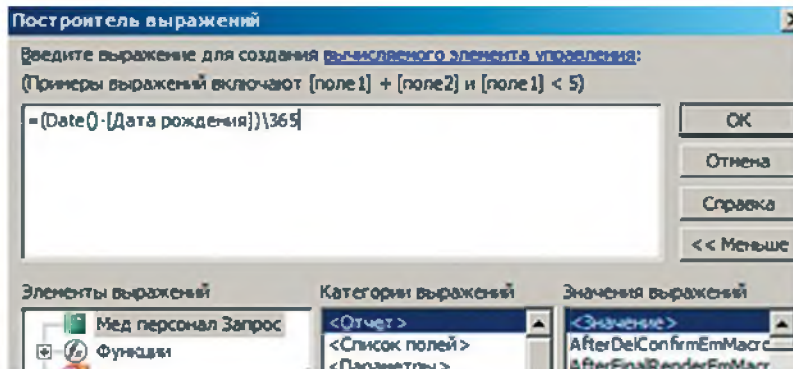 Построитель выражений
Введите выражение для создания вычисляемого элемента управления:
(Примеры выражений включают [поле1] + [поле2] и [поле1] < 5)
=(Date()-[Дата рождения])\365
OK
Отмена
Справка
<< Меньше
Элементы выражений
Категории выражений
Значения выражений
Мед персонал Запрос
<Отчет>
<Значение>
Функции
<Список полей>
AfterDelConfirmEmMacro
<Параметры>
AfterFinalRenderEmMacr